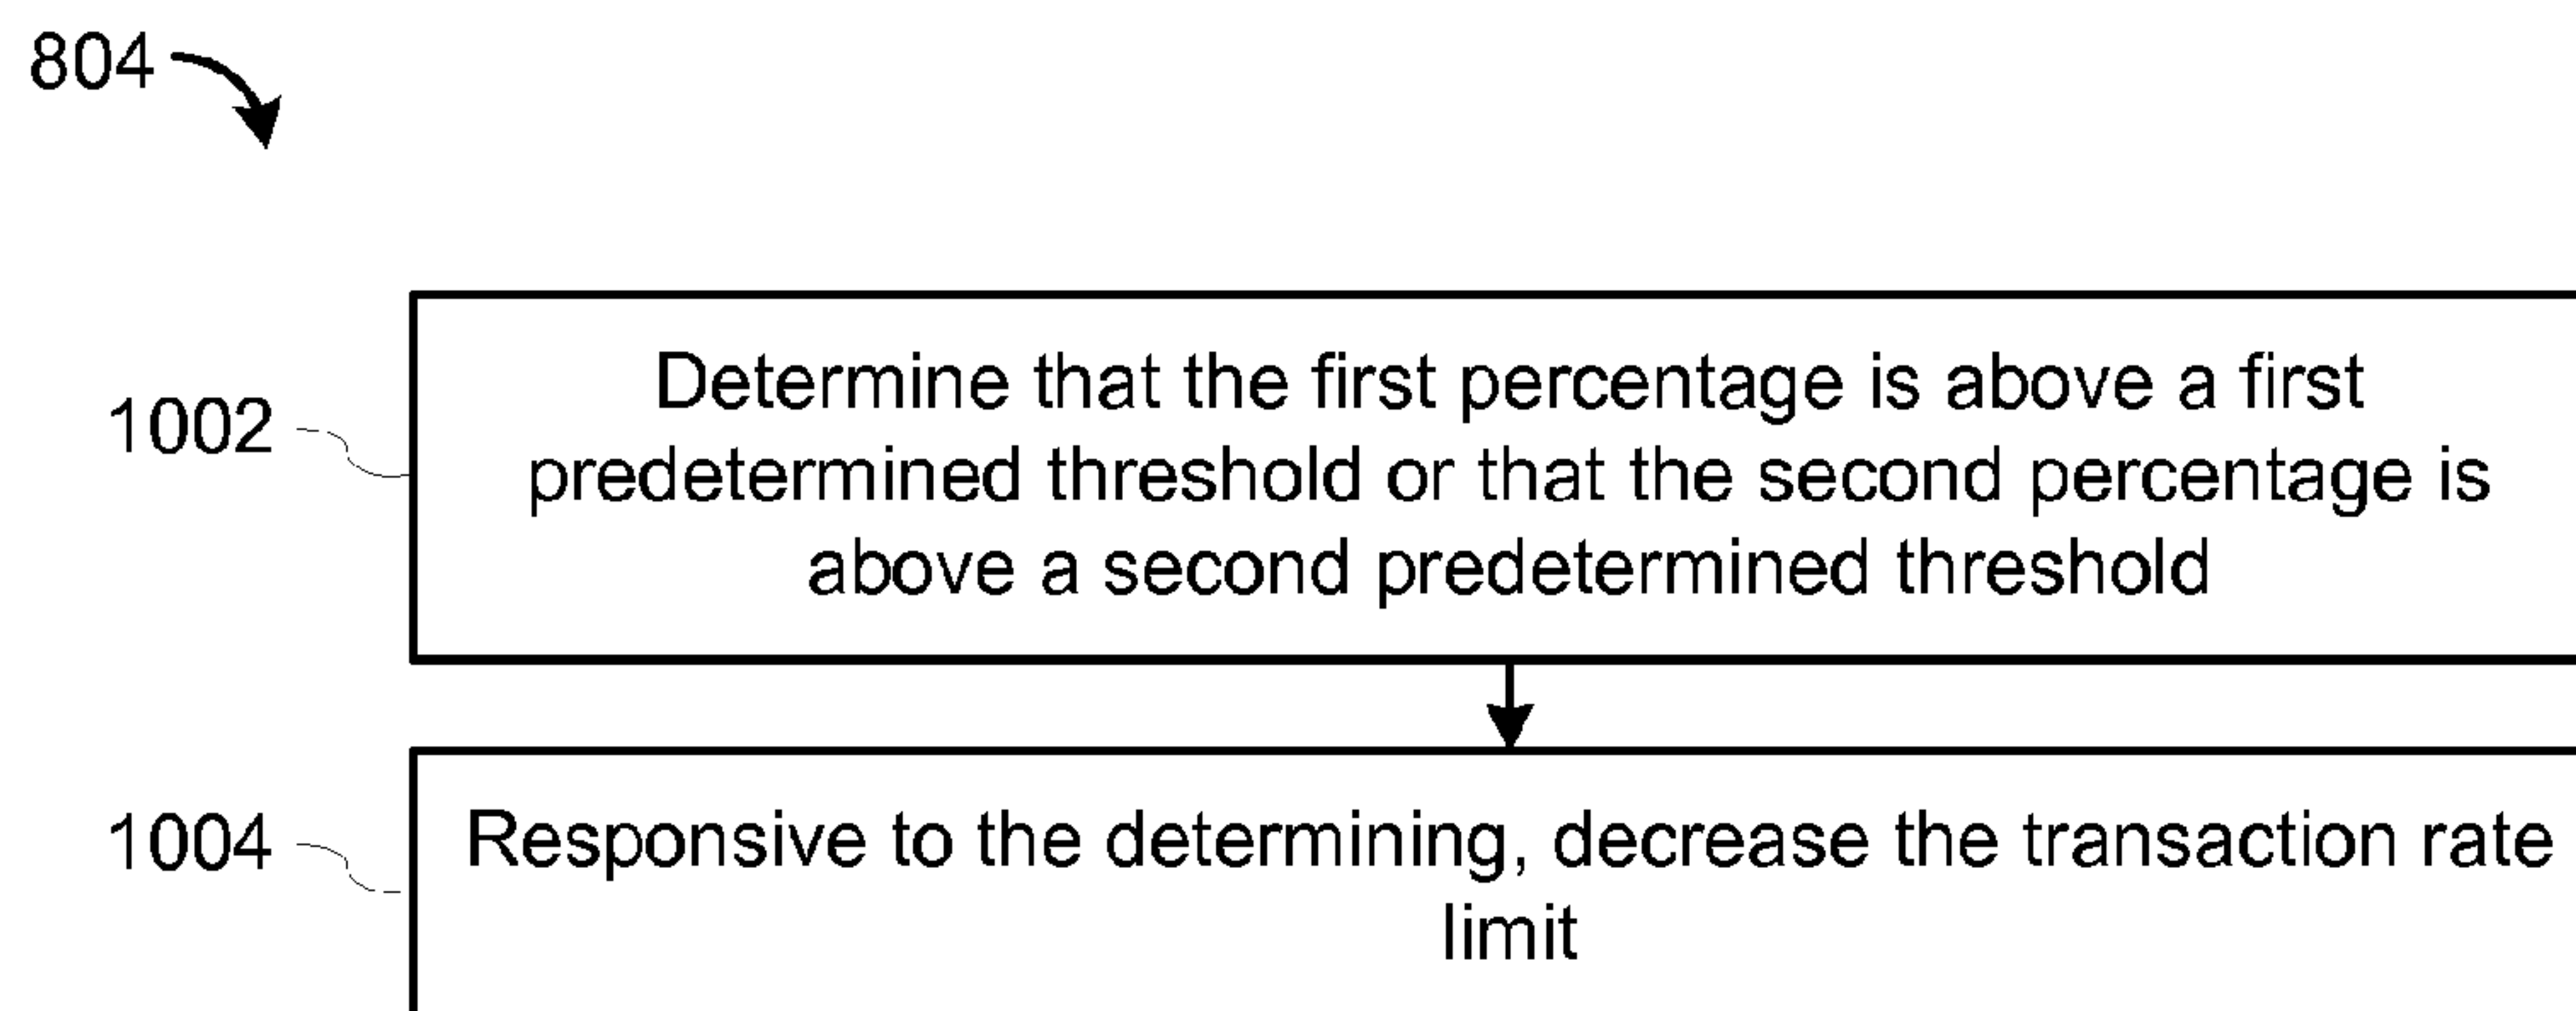 804
1002
Determine that the first percentage is above a first
predetermined threshold or that the second percentage is
above a second predetermined threshold
1004
Responsive to the determining, decrease the transaction rate
limit